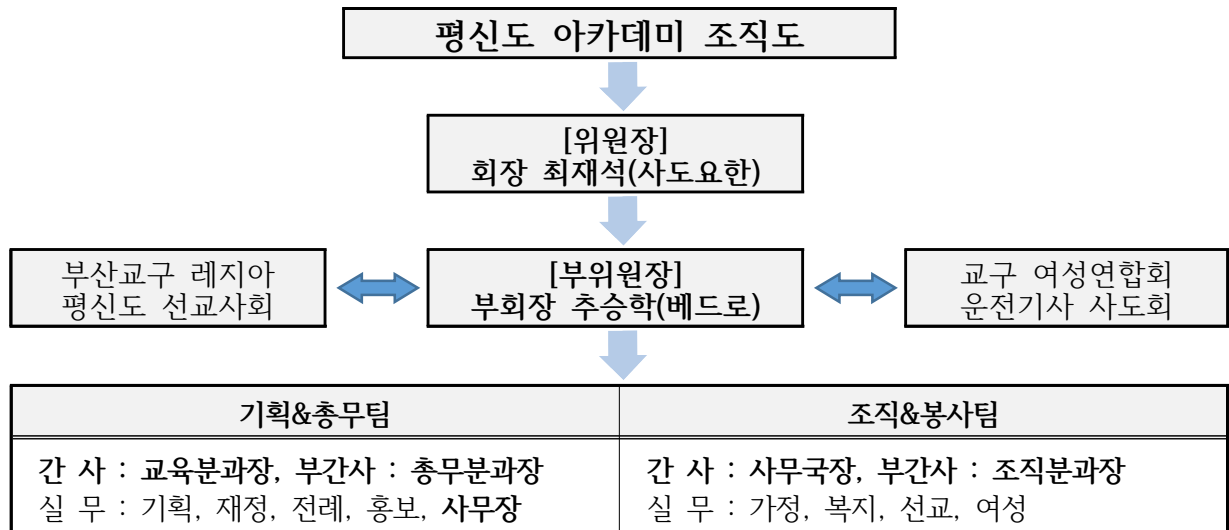 평신도 아카데미 조직도
[위원장]
회장 최재석(사도요한)
부산교구 레지아
평신도 선교사회
[부위원장]
부회장 추승학(베드로)
교구 여성연합회
운전기사 사도회
기획&총무팀
간 사 : 교육분과장, 부간사 : 총무분과장
실 무 : 기획, 재정, 전례, 홍보, 사무장
조직&봉사팀
간 사 : 사무국장, 부간사 : 조직분과장
실 무 : 가정, 복지, 선교, 여성